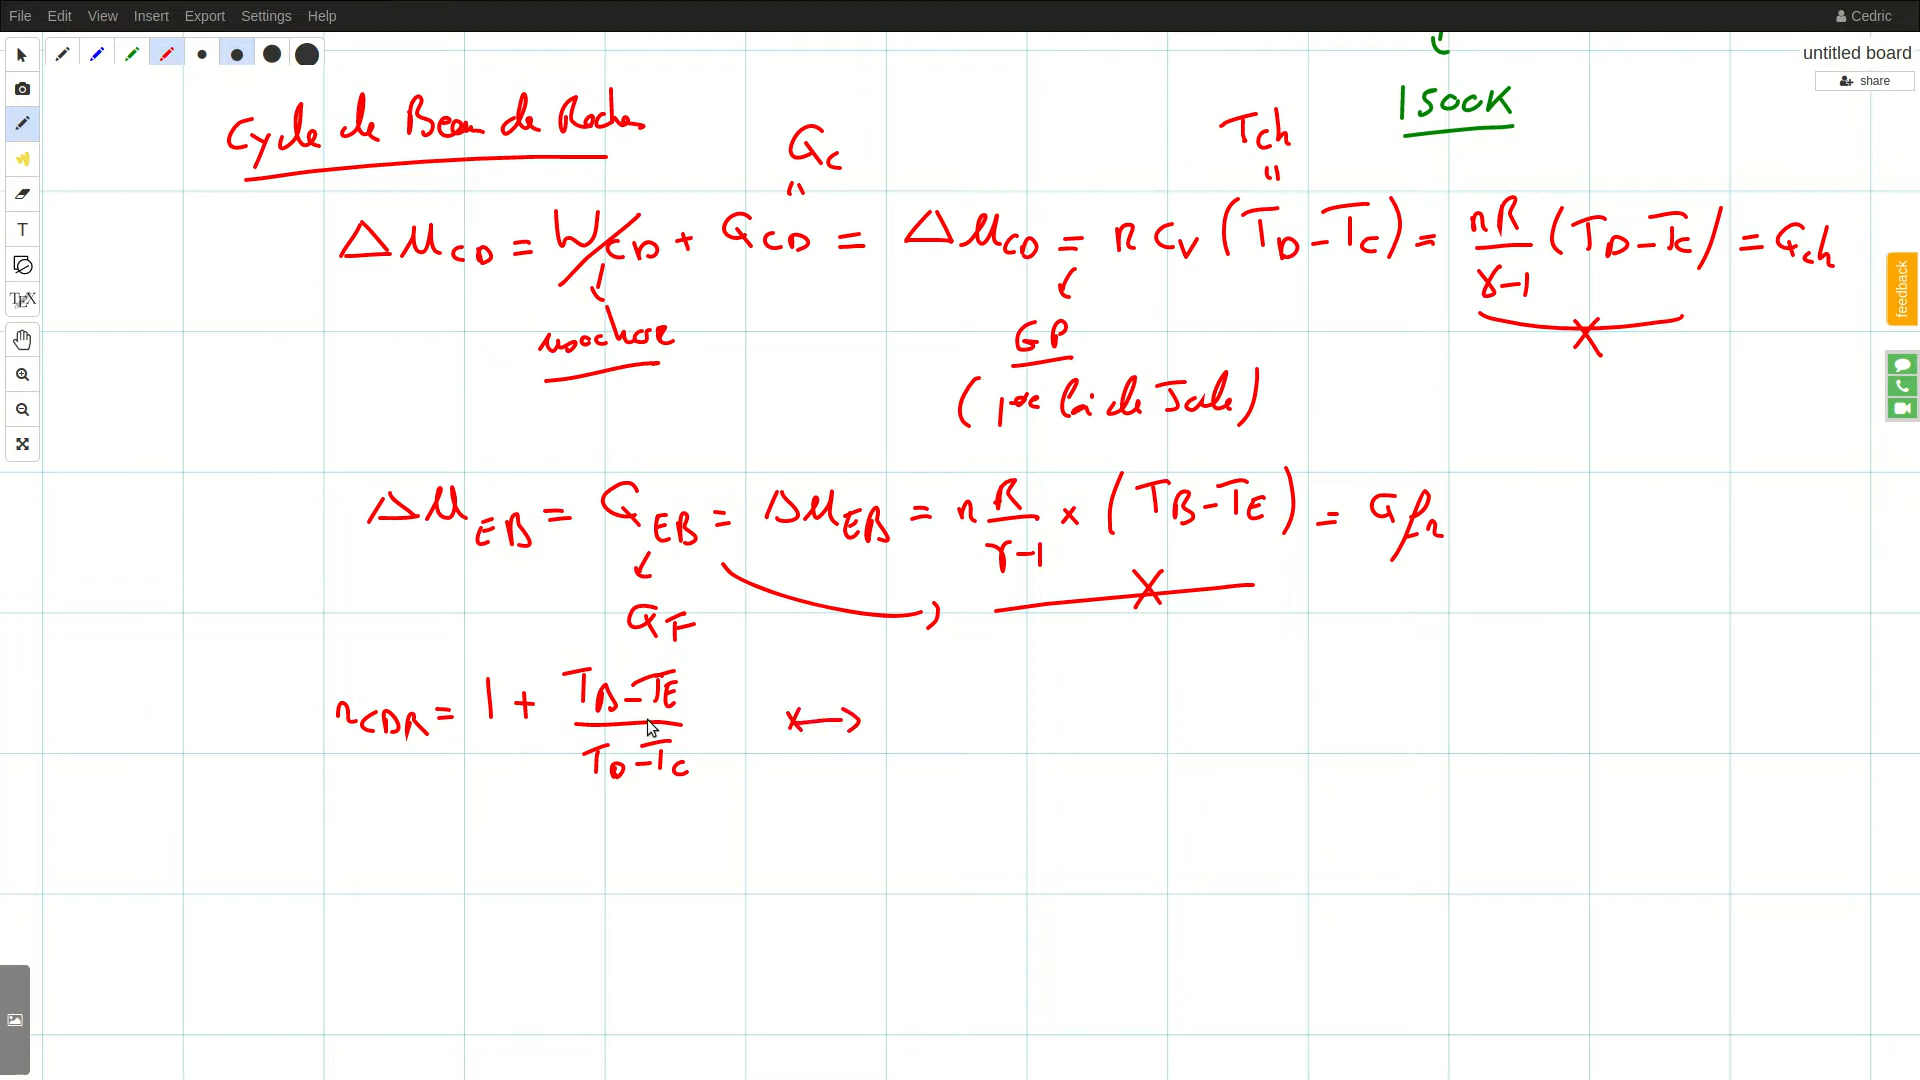 File Edit View Insert Export Settings Help Cedric
untitled board
share
1500K
Cycle de Beau de Rochas
Qc
Tch
"
"
ΔU_CD = W_CD + Q_CD = ΔU_CD = n Cv (T_D - T_C) = nR/(γ-1) (T_D - T_C) = Q_ch
isochore
GP
(1ère loi de Joule)
ΔU_EB = Q_EB = ΔU_EB = n R/(γ-1) × (T_B - T_E) = Q_fr
Q_F
r_CDR = 1 + (T_B - T_E)/(T_D - T_C)
T
TEX
feedback